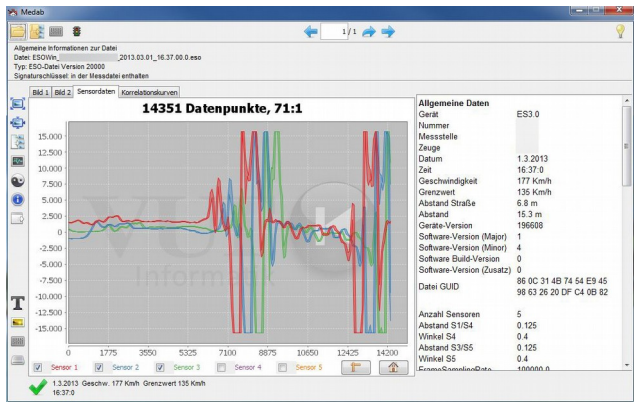 Medab
1/1
Allgemeine Informationen zur Datei
Datei: ESOWin_ _2013.03.01_16.37.00.0.eso
Typ: ESO-Datei Version 20000
Signaturschlüssel: in der Messdatei enthalten
Bild 1 Bild 2 Sensordaten Korrelationskurven
14351 Datenpunkte, 71:1
15.000
12.500
10.000
7.500
5.000
2.500
0
-2.500
-5.000
-7.500
-10.000
-12.500
-15.000
0 1775 3550 5325 7100 8875 10650 12425 14200
Informatik
Sensor 1 Sensor 2 Sensor 3 Sensor 4 Sensor 5
Allgemeine Daten
Gerät ES3.0
Nummer
Messstelle
Zeuge
Datum 1.3.2013
Zeit 16:37:0
Geschwindigkeit 177 Km/h
Grenzwert 135 Km/h
Abstand Straße 6.8 m
Abstand 15.3 m
Geräte-Version 196608
Software-Version (Major) 1
Software-Version (Minor) 4
Software Build-Version 0
Software-Version (Zusatz) 0
Datei GUID 86 0C 31 4B 74 54 E9 45
98 63 26 20 DF C4 0B 82
Anzahl Sensoren 5
Abstand S1/S4 0.125
Winkel S4 0.4
Abstand S3/S5 0.125
Winkel S5 0.4
FrameSamplingRate 100000.0
1.3.2013 Geschw. 177 Km/h Grenzwert 135 Km/h
16:37:0